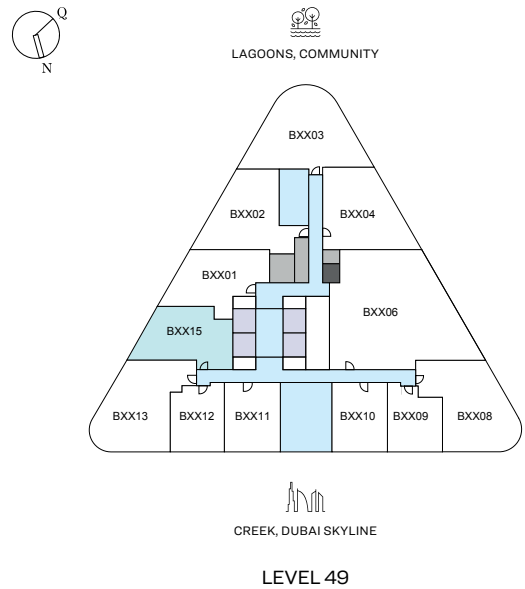 Q
N
LAGOONS, COMMUNITY
BXX03
BXX02
BXX04
BXX01
BXX06
BXX15
BXX13
BXX12
BXX11
BXX10
BXX09
BXX08
CREEK, DUBAI SKYLINE
LEVEL 49